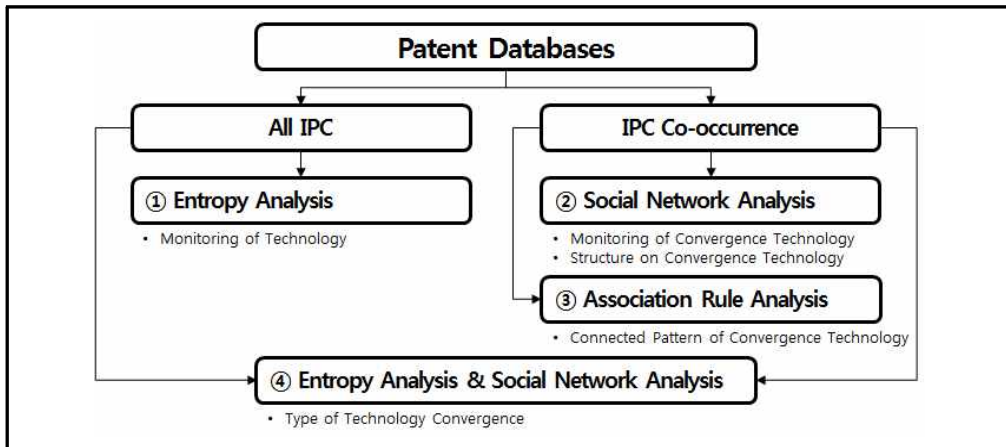 Patent Databases
All IPC
IPC Co-occurrence
① Entropy Analysis
• Monitoring of Technology
② Social Network Analysis
• Monitoring of Convergence Technology
• Structure on Convergence Technology
③ Association Rule Analysis
• Connected Pattern of Convergence Technology
④ Entropy Analysis & Social Network Analysis
• Type of Technology Convergence